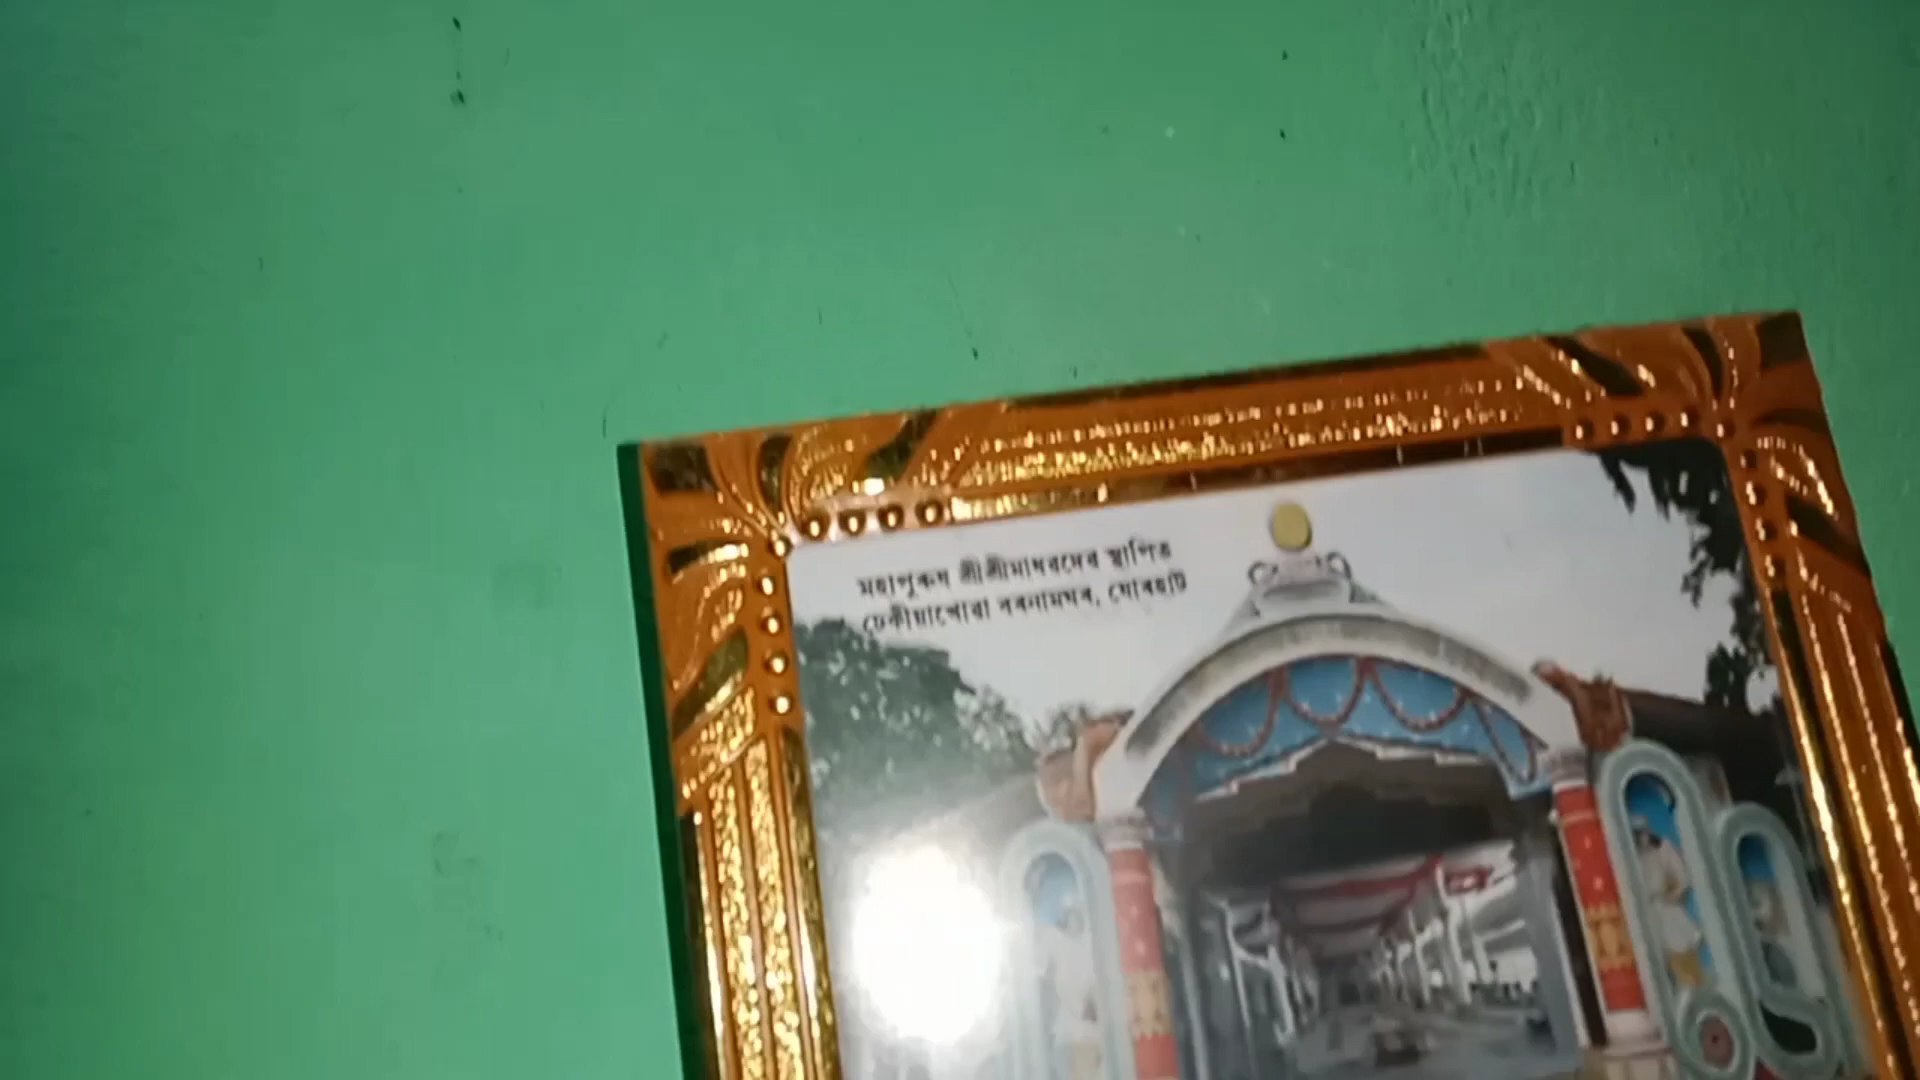 মহাপুৰুষ শ্ৰীশ্ৰীমাধৱদেৱ স্থাপিত
ঢেকীয়াখোৱা বৰনামঘৰ, যোৰহাট